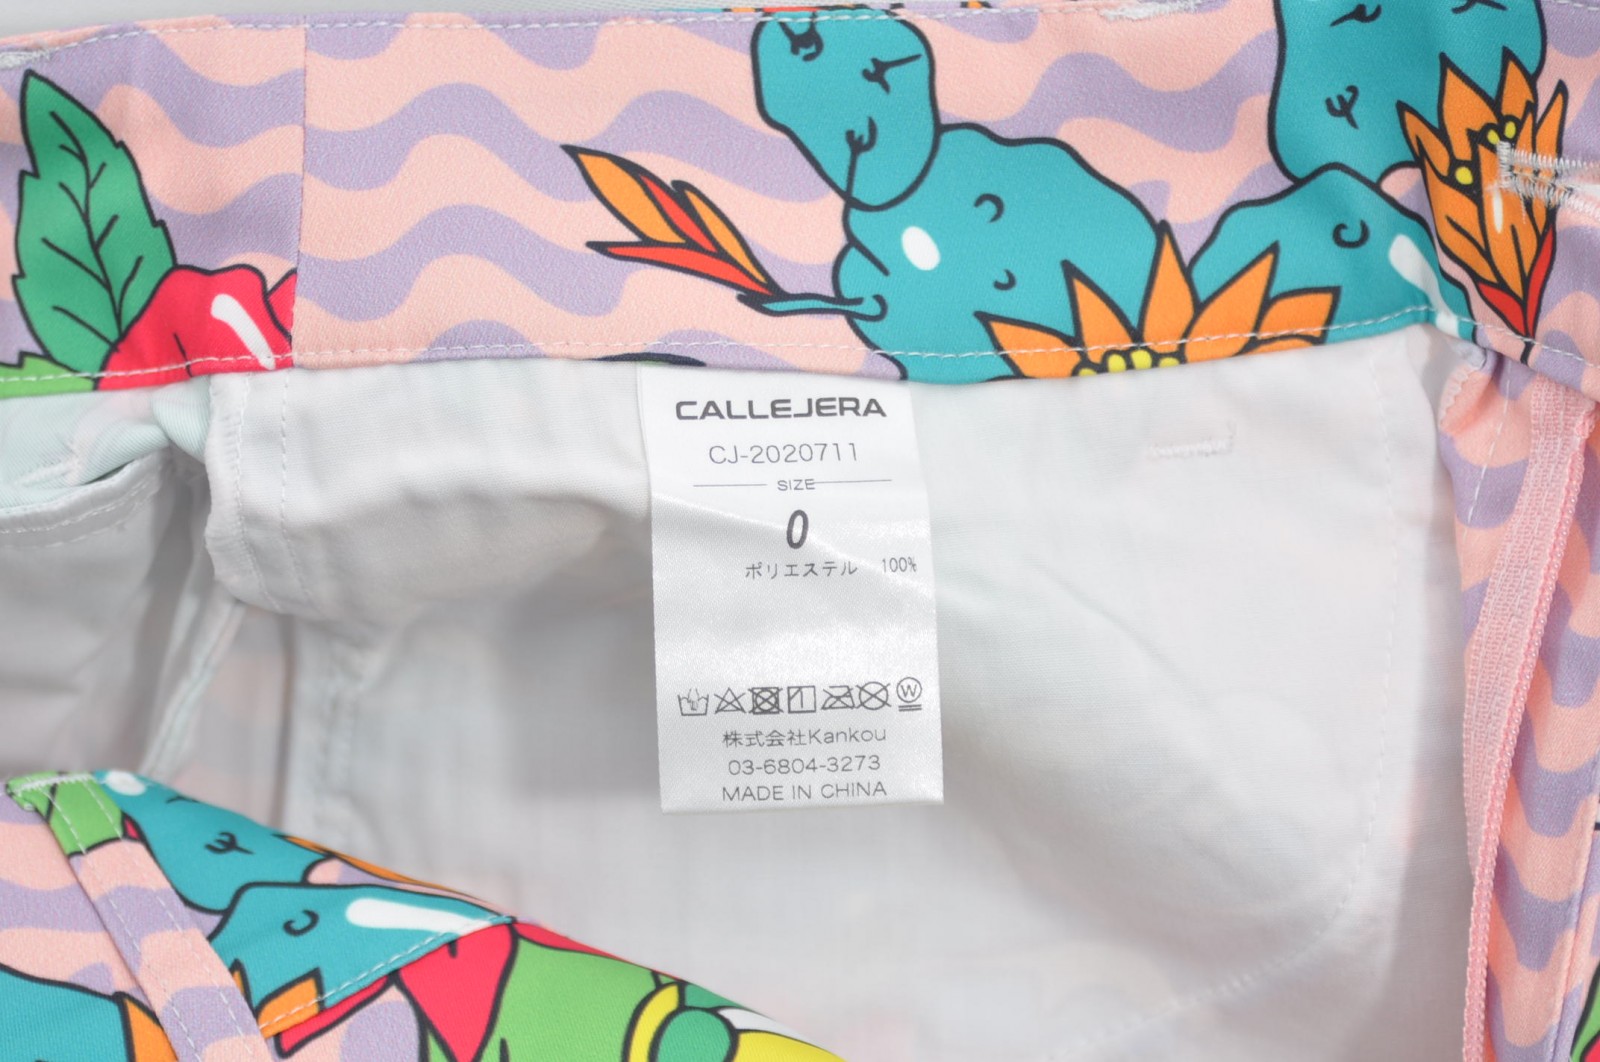 CALLEJERA
CJ-2020711
SIZE
0
ポリエステル 100%
W
株式会社Kankou
03-6804-3273
MADE IN CHINA